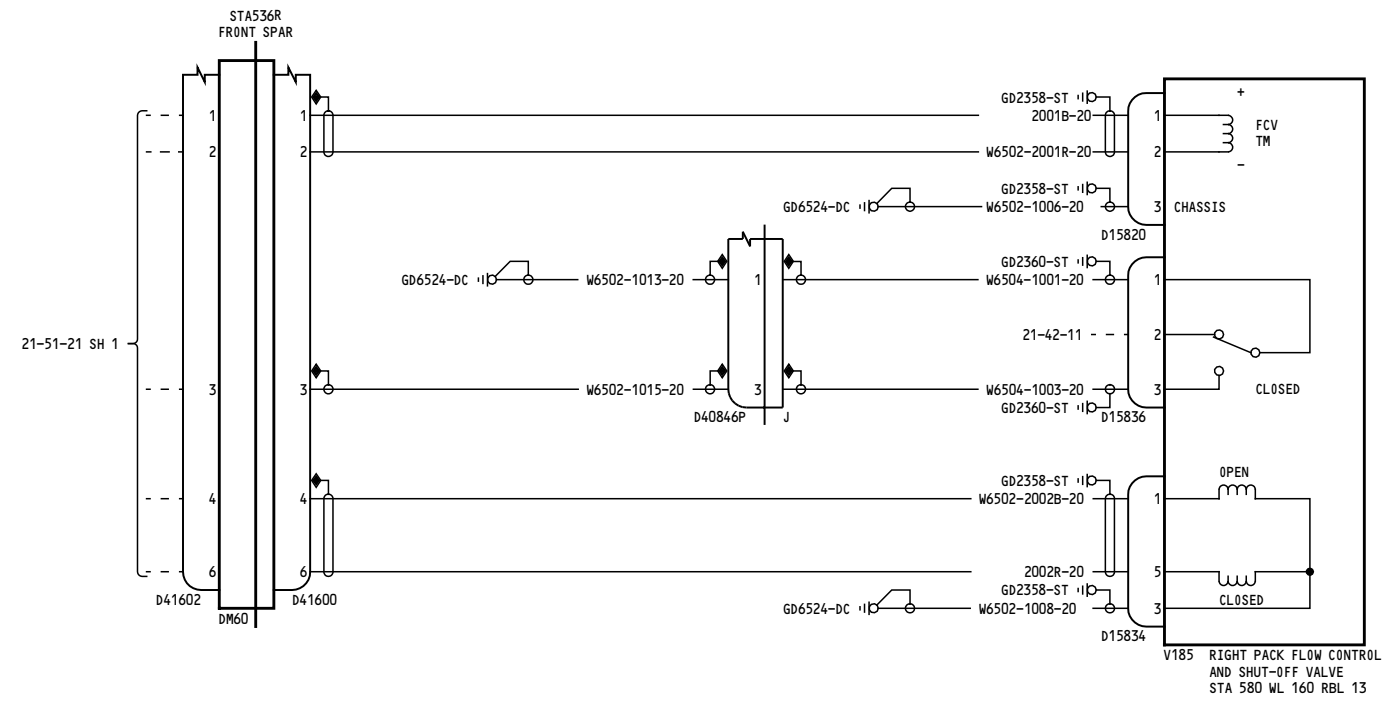 STA536R
FRONT SPAR
1
1
GD2358-ST
2001B-20
1
+
FCV
TM
2
2
W6502-2001R-20
2
−
GD6524-DC
GD2358-ST
W6502-1006-20
3 CHASSIS
D15820
GD6524-DC
W6502-1013-20
1
GD2360-ST
W6504-1001-20
1
21-51-21 SH 1
21-42-11
2
3
3
W6502-1015-20
3
W6504-1003-20
3
CLOSED
D40846P
J
GD2360-ST
D15836
4
4
GD2358-ST
W6502-2002B-20
1
OPEN
6
6
2002R-20
5
CLOSED
D41602
D41600
DM60
GD6524-DC
GD2358-ST
W6502-1008-20
3
D15834
V185 RIGHT PACK FLOW CONTROL
AND SHUT-OFF VALVE
STA 580 WL 160 RBL 13